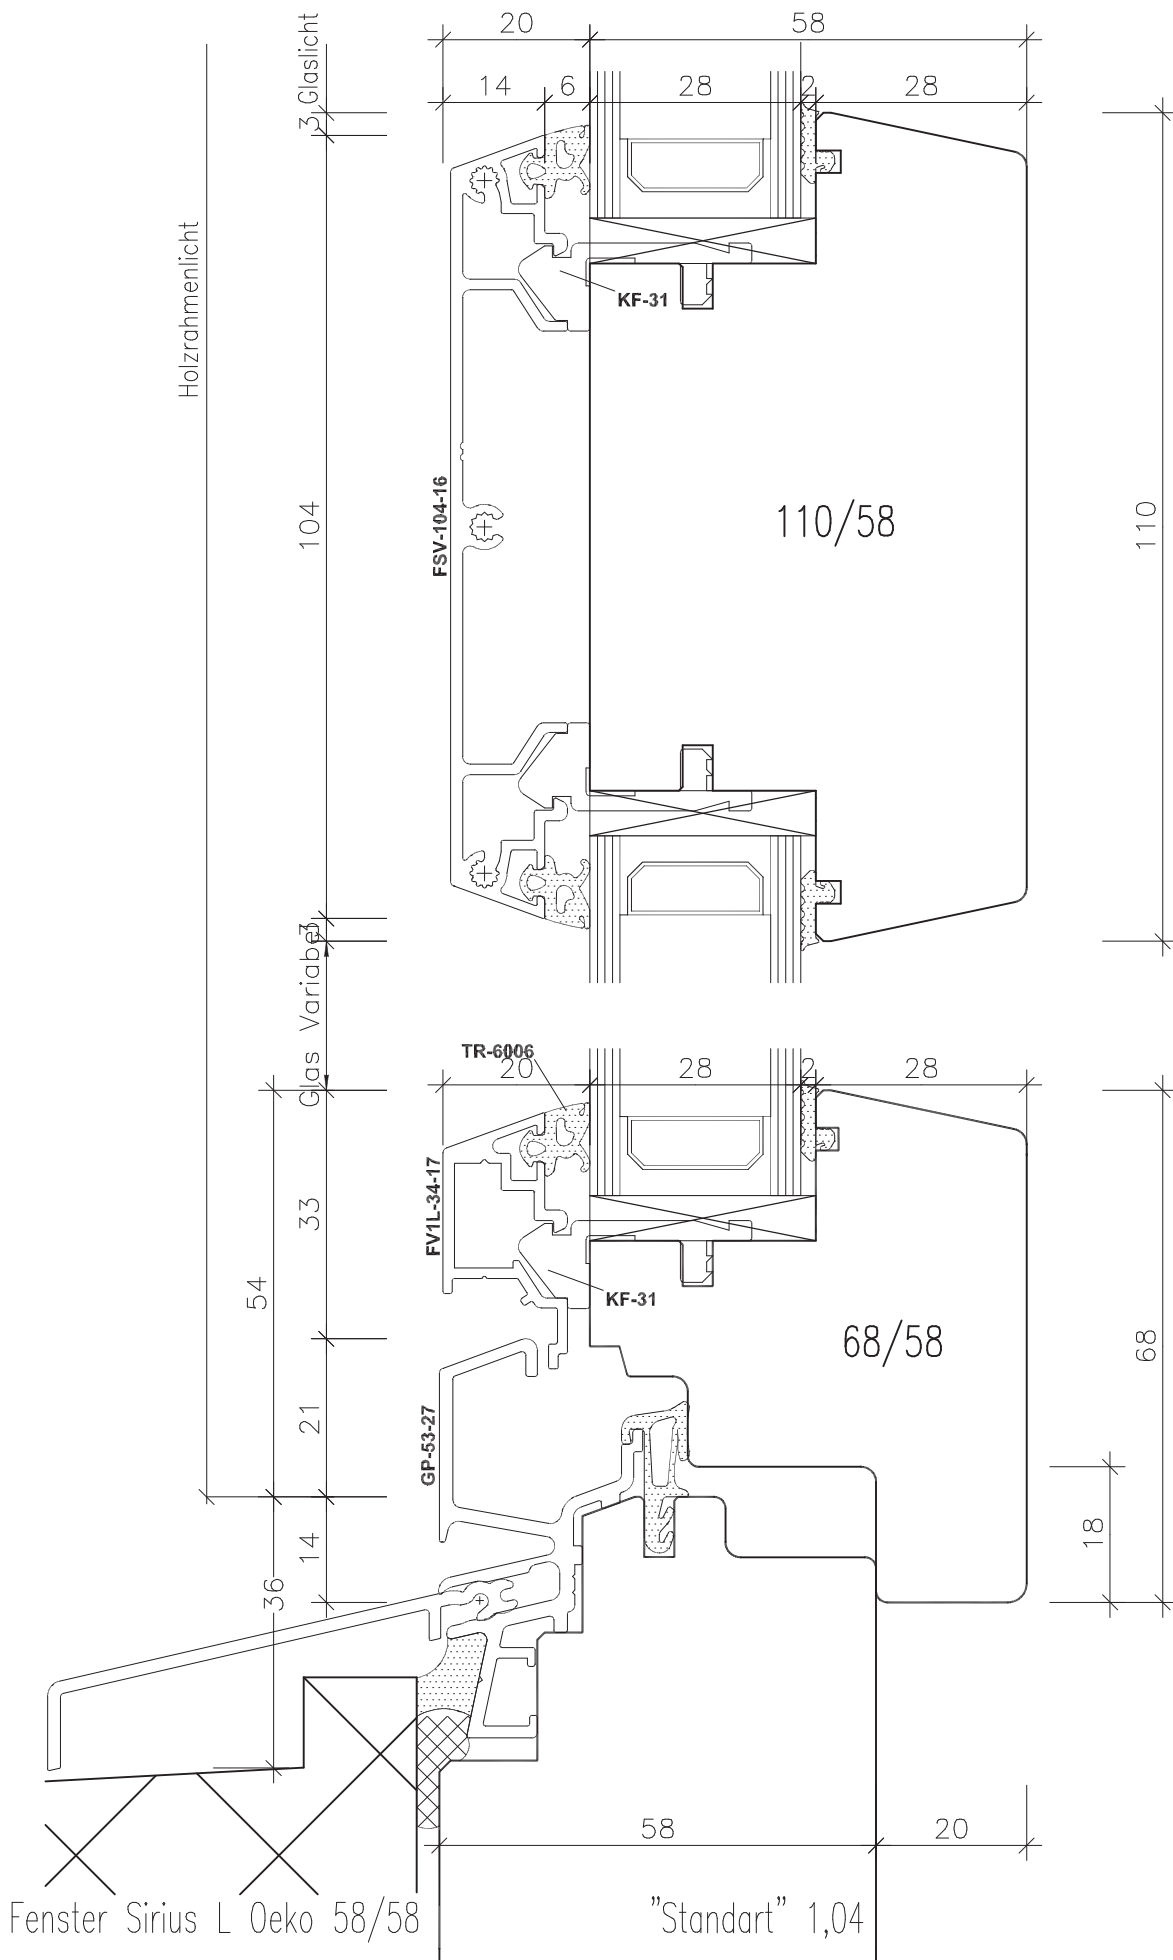 20
58
14
6
28
2
28
3
Glaslicht
Holzrahmenlicht
KF-31
104
FSV-104-16
110/58
110
3
Glas Variabel
TR-6006
20
28
2
28
33
54
FV1L-34-17
KF-31
68/58
68
21
GP-53-27
18
14
36
58
20
Fenster Sirius L Oeko 58/58
"Standart" 1,04